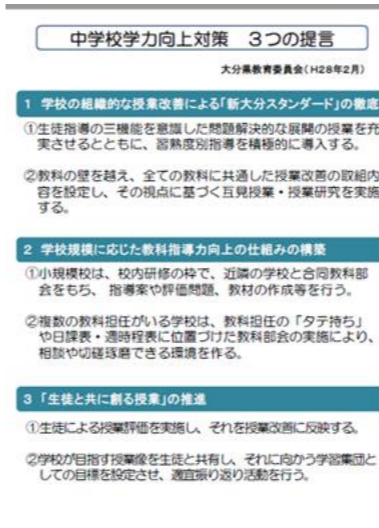 中学校学力向上対策 3つの提言
大分県教育委員会(H28年2月)
1 学校の組織的な授業改善による「新大分スタンダード」の徹底
①生徒指導の三機能を意識した問題解決的な展開の授業を充
実させるとともに、習熟度別指導を積極的に導入する。
②教科の壁を越え、全ての教科に共通した授業改善の取組内
容を設定し、その視点に基づく互見授業・授業研究を実施
する。
2 学校規模に応じた教科指導力向上の仕組みの構築
①小規模校は、校内研修の枠で、近隣の学校と合同教科部
会をもち、 指導案や評価問題、教材の作成等を行う。
②複数の教科担任がいる学校は、教科担任の「タテ持ち」
や日課表・週時程表に位置づけた教科部会の実施により、
相談や切磋琢磨できる環境を作る。
3 「生徒と共に創る授業」の推進
①生徒による授業評価を実施し、それを授業改善に反映する。
②学校が目指す授業像を生徒と共有し、それに向かう学習集団と
しての目標を設定させ、適宜振り返り活動を行う。